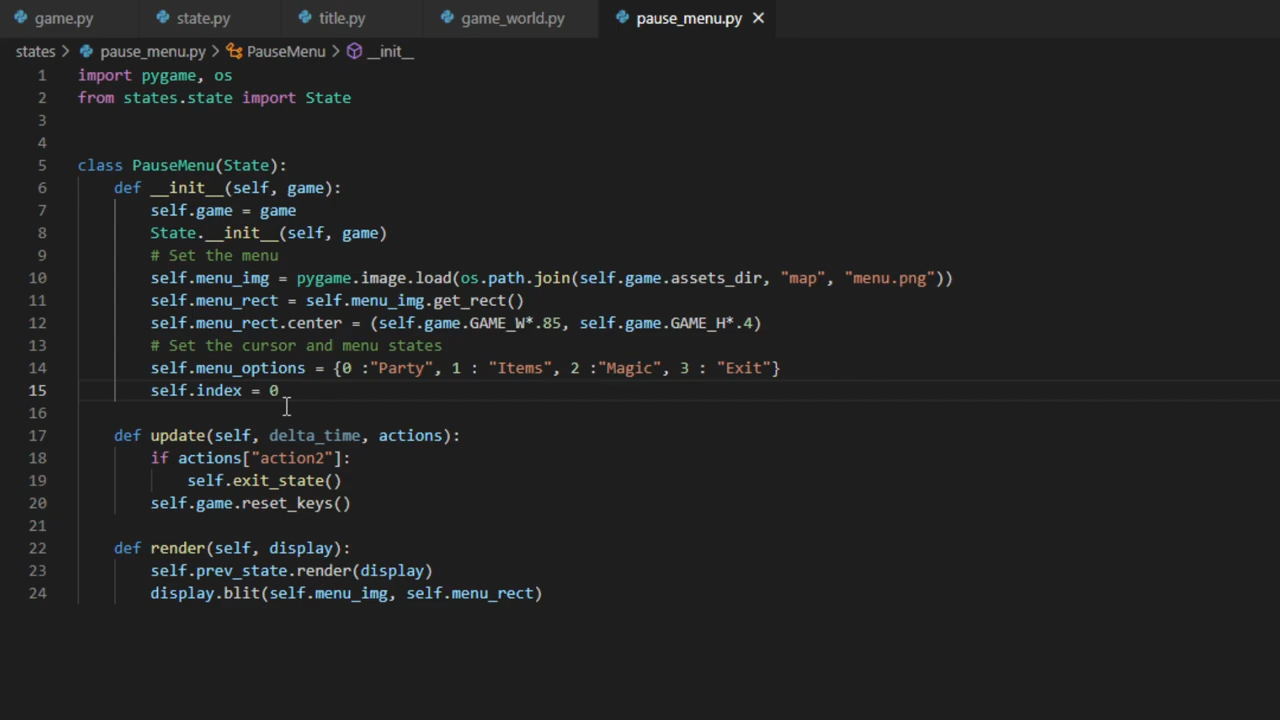 game.py state.py title.py game_world.py pause_menu.py
states > pause_menu.py > PauseMenu > __init__
1 import pygame, os
2 from states.state import State
3
4
5 class PauseMenu(State):
6 def __init__(self, game):
7 self.game = game
8 State.__init__(self, game)
9 # Set the menu
10 self.menu_img = pygame.image.load(os.path.join(self.game.assets_dir, "map", "menu.png"))
11 self.menu_rect = self.menu_img.get_rect()
12 self.menu_rect.center = (self.game.GAME_W*.85, self.game.GAME_H*.4)
13 # Set the cursor and menu states
14 self.menu_options = {0 :"Party", 1 : "Items", 2 :"Magic", 3 : "Exit"}
15 self.index = 0
16
17 def update(self, delta_time, actions):
18 if actions["action2"]:
19 self.exit_state()
20 self.game.reset_keys()
21
22 def render(self, display):
23 self.prev_state.render(display)
24 display.blit(self.menu_img, self.menu_rect)